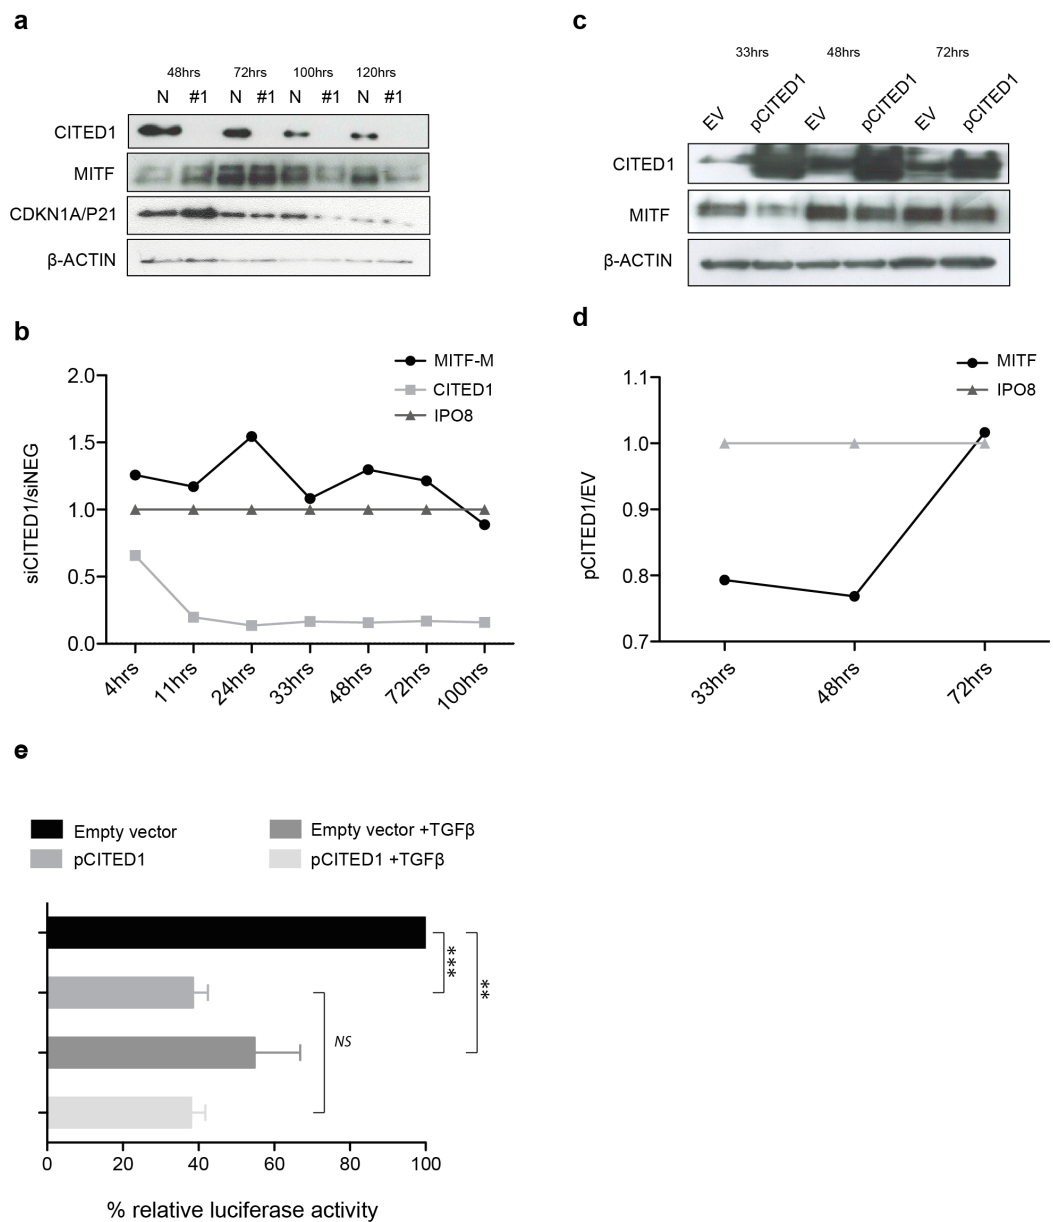 a
48hrs 72hrs 100hrs 120hrs
N #1 N #1 N #1 N #1
CITED1
MITF
CDKN1A/P21
β-ACTIN
c
33hrs 48hrs 72hrs
EV pCITED1 EV pCITED1 EV pCITED1
CITED1
MITF
β-ACTIN
b
MITF-M
CITED1
IPO8
siCITED1/siNEG
2.0
1.5
1.0
0.5
0.0
4hrs 11hrs 24hrs 33hrs 48hrs 72hrs 100hrs
d
MITF
IPO8
pCITED1/EV
1.1
1.0
0.9
0.8
0.7
33hrs 48hrs 72hrs
e
Empty vector
Empty vector +TGFβ
pCITED1
pCITED1 +TGFβ
***
**
NS
0 20 40 60 80 100
% relative luciferase activity